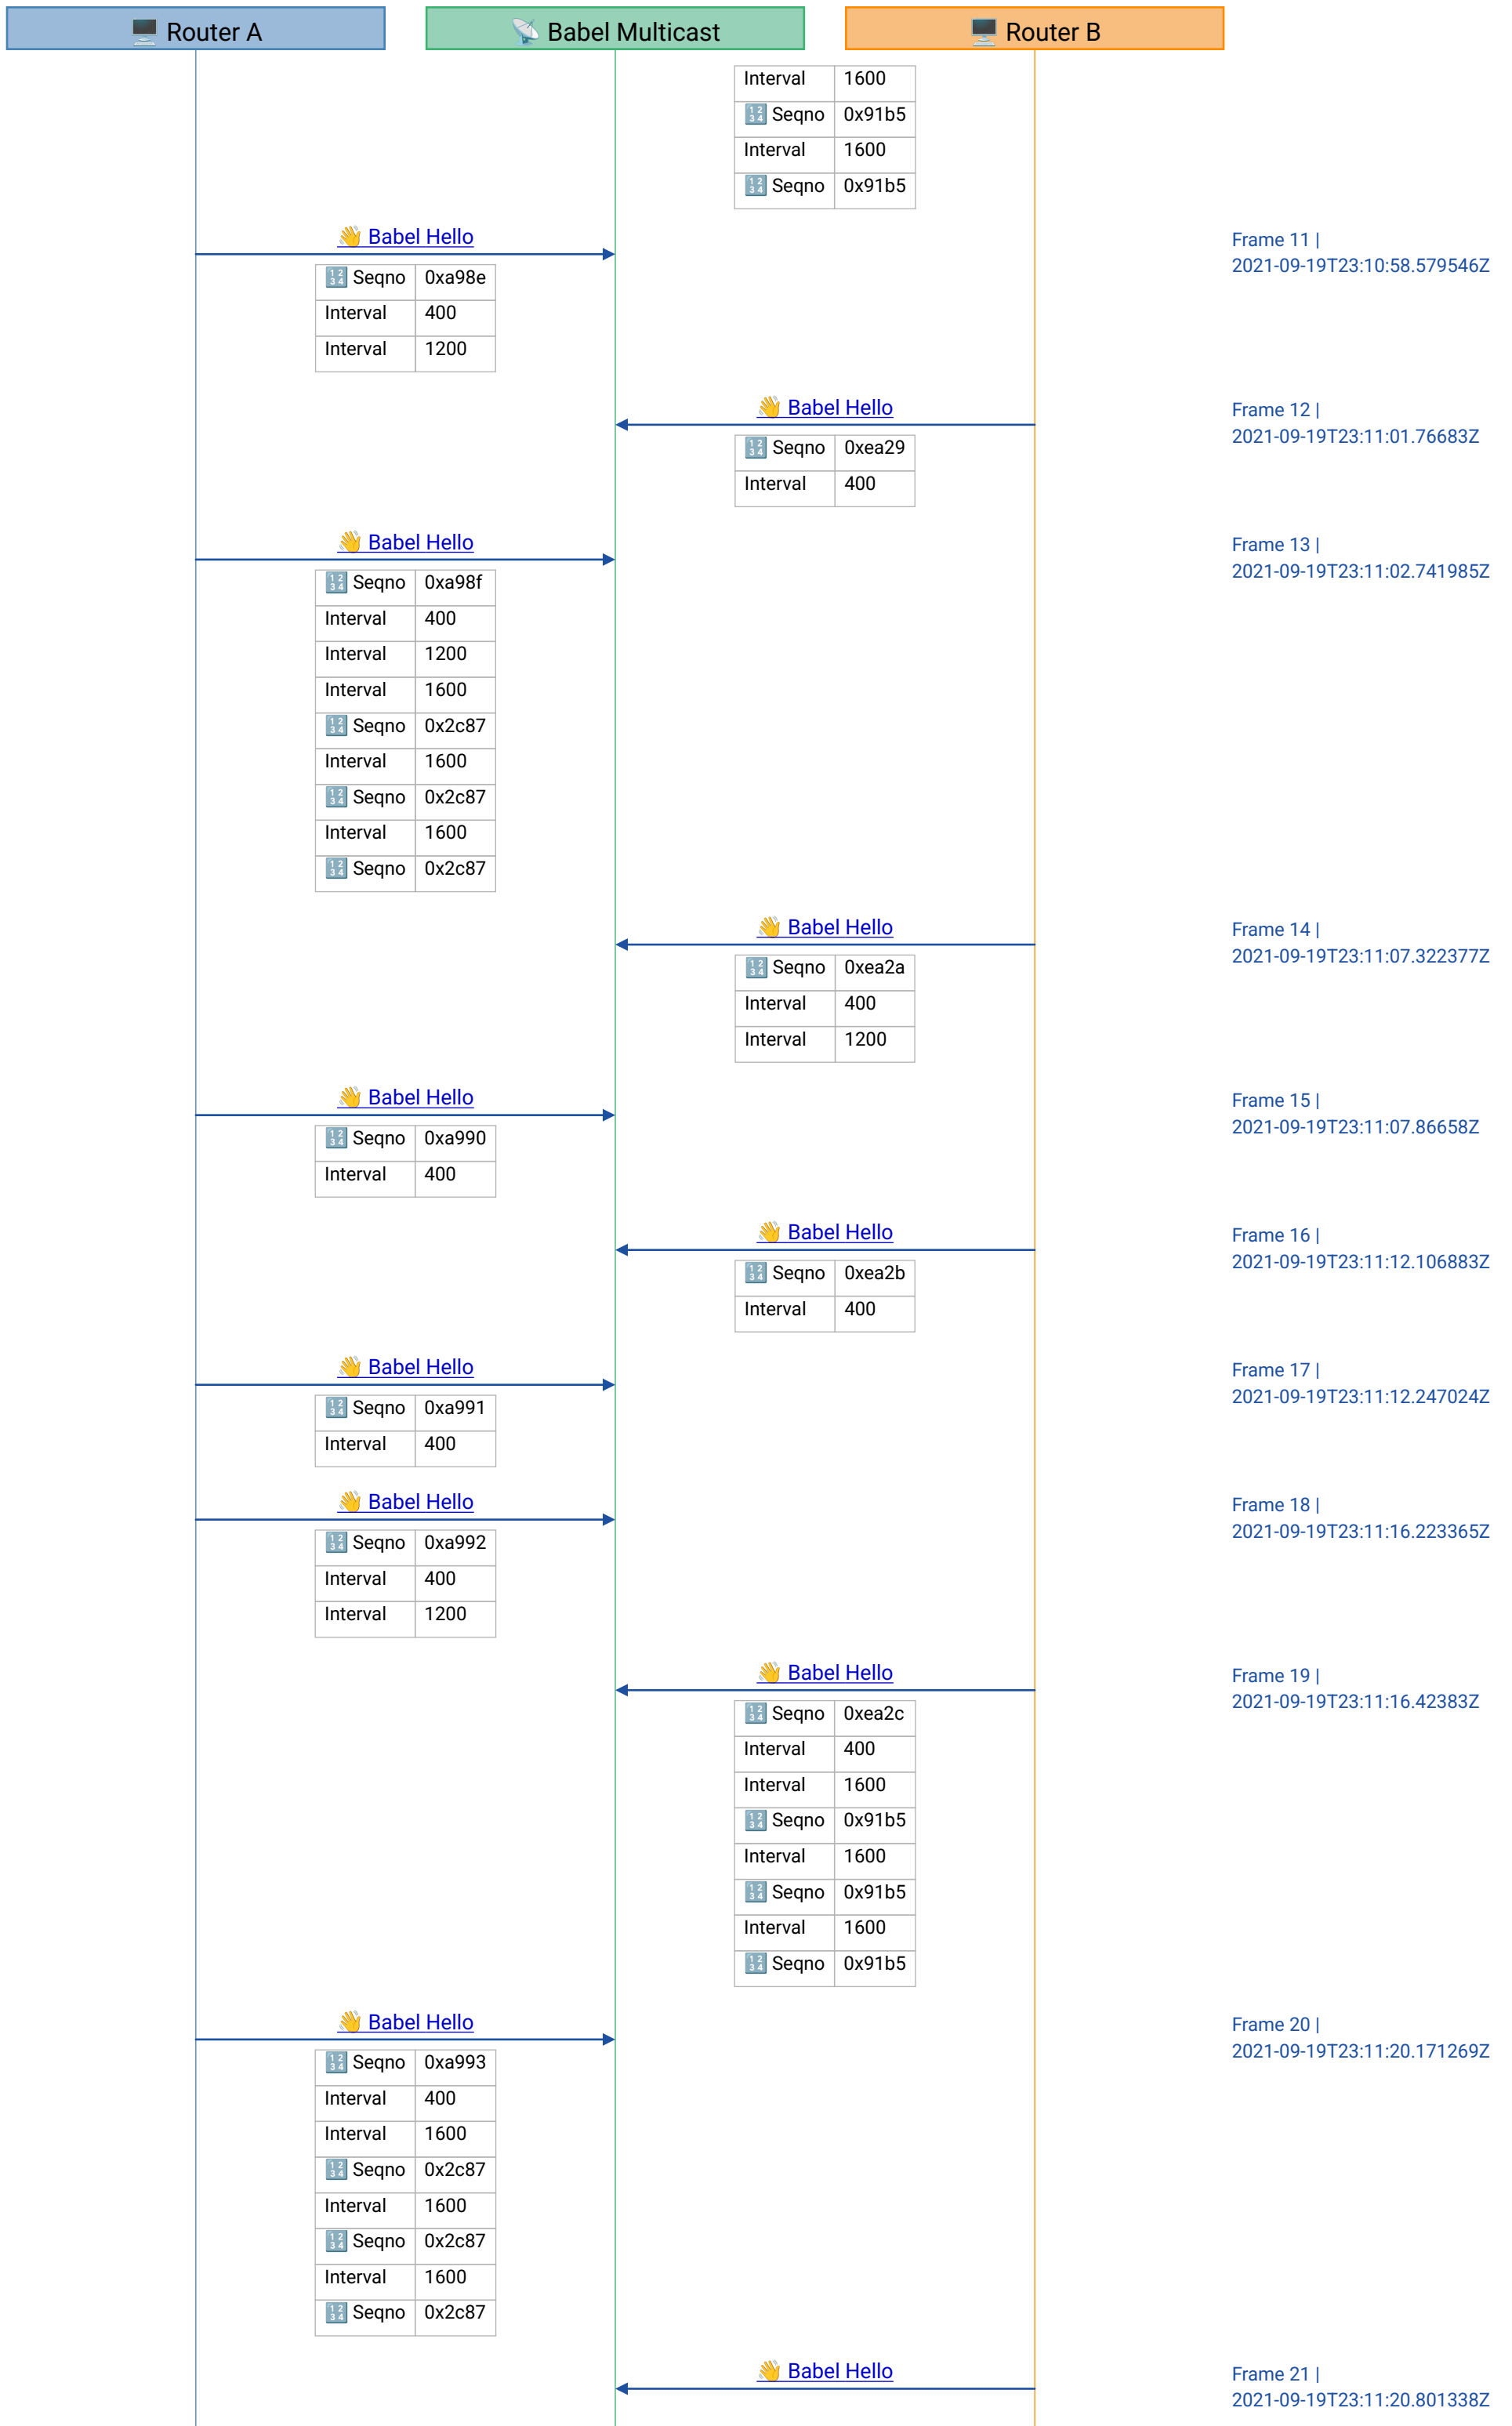 🖥️ Router A
📡 Babel Multicast
🖥️ Router B
Interval 1600
🔢 Seqno 0x91b5
Interval 1600
🔢 Seqno 0x91b5
👋 Babel Hello
Frame 11 |
2021-09-19T23:10:58.579546Z
🔢 Seqno 0xa98e
Interval 400
Interval 1200
👋 Babel Hello
Frame 12 |
2021-09-19T23:11:01.76683Z
🔢 Seqno 0xea29
Interval 400
👋 Babel Hello
Frame 13 |
2021-09-19T23:11:02.741985Z
🔢 Seqno 0xa98f
Interval 400
Interval 1200
Interval 1600
🔢 Seqno 0x2c87
Interval 1600
🔢 Seqno 0x2c87
Interval 1600
🔢 Seqno 0x2c87
👋 Babel Hello
Frame 14 |
2021-09-19T23:11:07.322377Z
🔢 Seqno 0xea2a
Interval 400
Interval 1200
👋 Babel Hello
Frame 15 |
2021-09-19T23:11:07.86658Z
🔢 Seqno 0xa990
Interval 400
👋 Babel Hello
Frame 16 |
2021-09-19T23:11:12.106883Z
🔢 Seqno 0xea2b
Interval 400
👋 Babel Hello
Frame 17 |
2021-09-19T23:11:12.247024Z
🔢 Seqno 0xa991
Interval 400
👋 Babel Hello
Frame 18 |
2021-09-19T23:11:16.223365Z
🔢 Seqno 0xa992
Interval 400
Interval 1200
👋 Babel Hello
Frame 19 |
2021-09-19T23:11:16.42383Z
🔢 Seqno 0xea2c
Interval 400
Interval 1600
🔢 Seqno 0x91b5
Interval 1600
🔢 Seqno 0x91b5
Interval 1600
🔢 Seqno 0x91b5
👋 Babel Hello
Frame 20 |
2021-09-19T23:11:20.171269Z
🔢 Seqno 0xa993
Interval 400
Interval 1600
🔢 Seqno 0x2c87
Interval 1600
🔢 Seqno 0x2c87
Interval 1600
🔢 Seqno 0x2c87
👋 Babel Hello
Frame 21 |
2021-09-19T23:11:20.801338Z